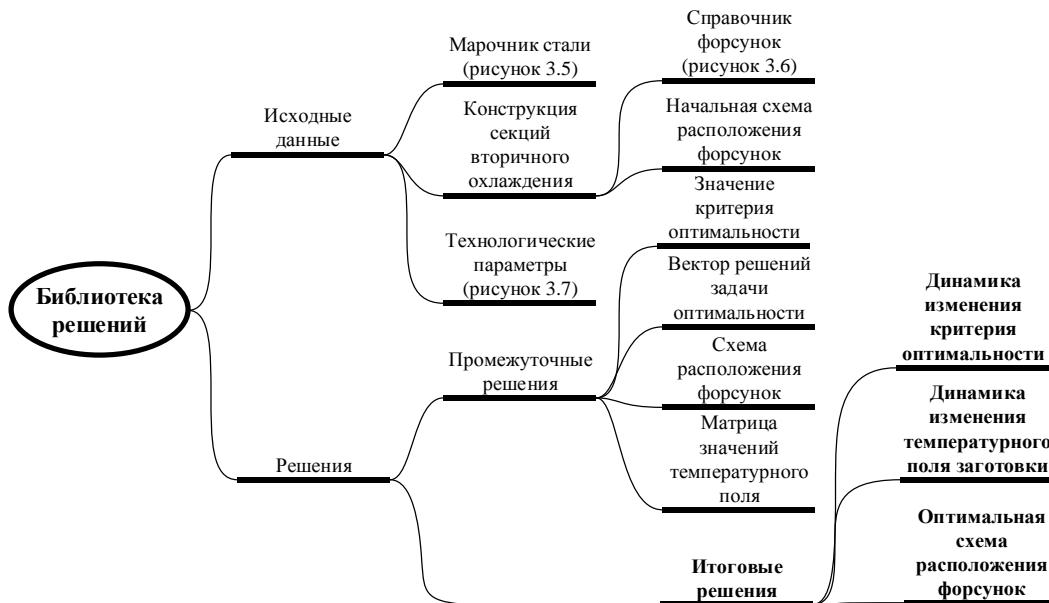 Библиотека
решений
Исходные
данные
Марочник стали
(рисунок 3.5)
Конструкция
секций
вторичного
охлаждения
Справочник
форсунок
(рисунок 3.6)
Начальная схема
расположения
форсунок
Технологические
параметры
(рисунок 3.7)
Решения
Промежуточные
решения
Значение
критерия
оптимальности
Вектор решений
задачи
оптимальности
Схема
расположения
форсунок
Матрица
значений
температурного
поля
Итоговые
решения
Динамика
изменения
критерия
оптимальности
Динамика
изменения
температурного
поля заготовки
Оптимальная
схема
расположения
форсунок